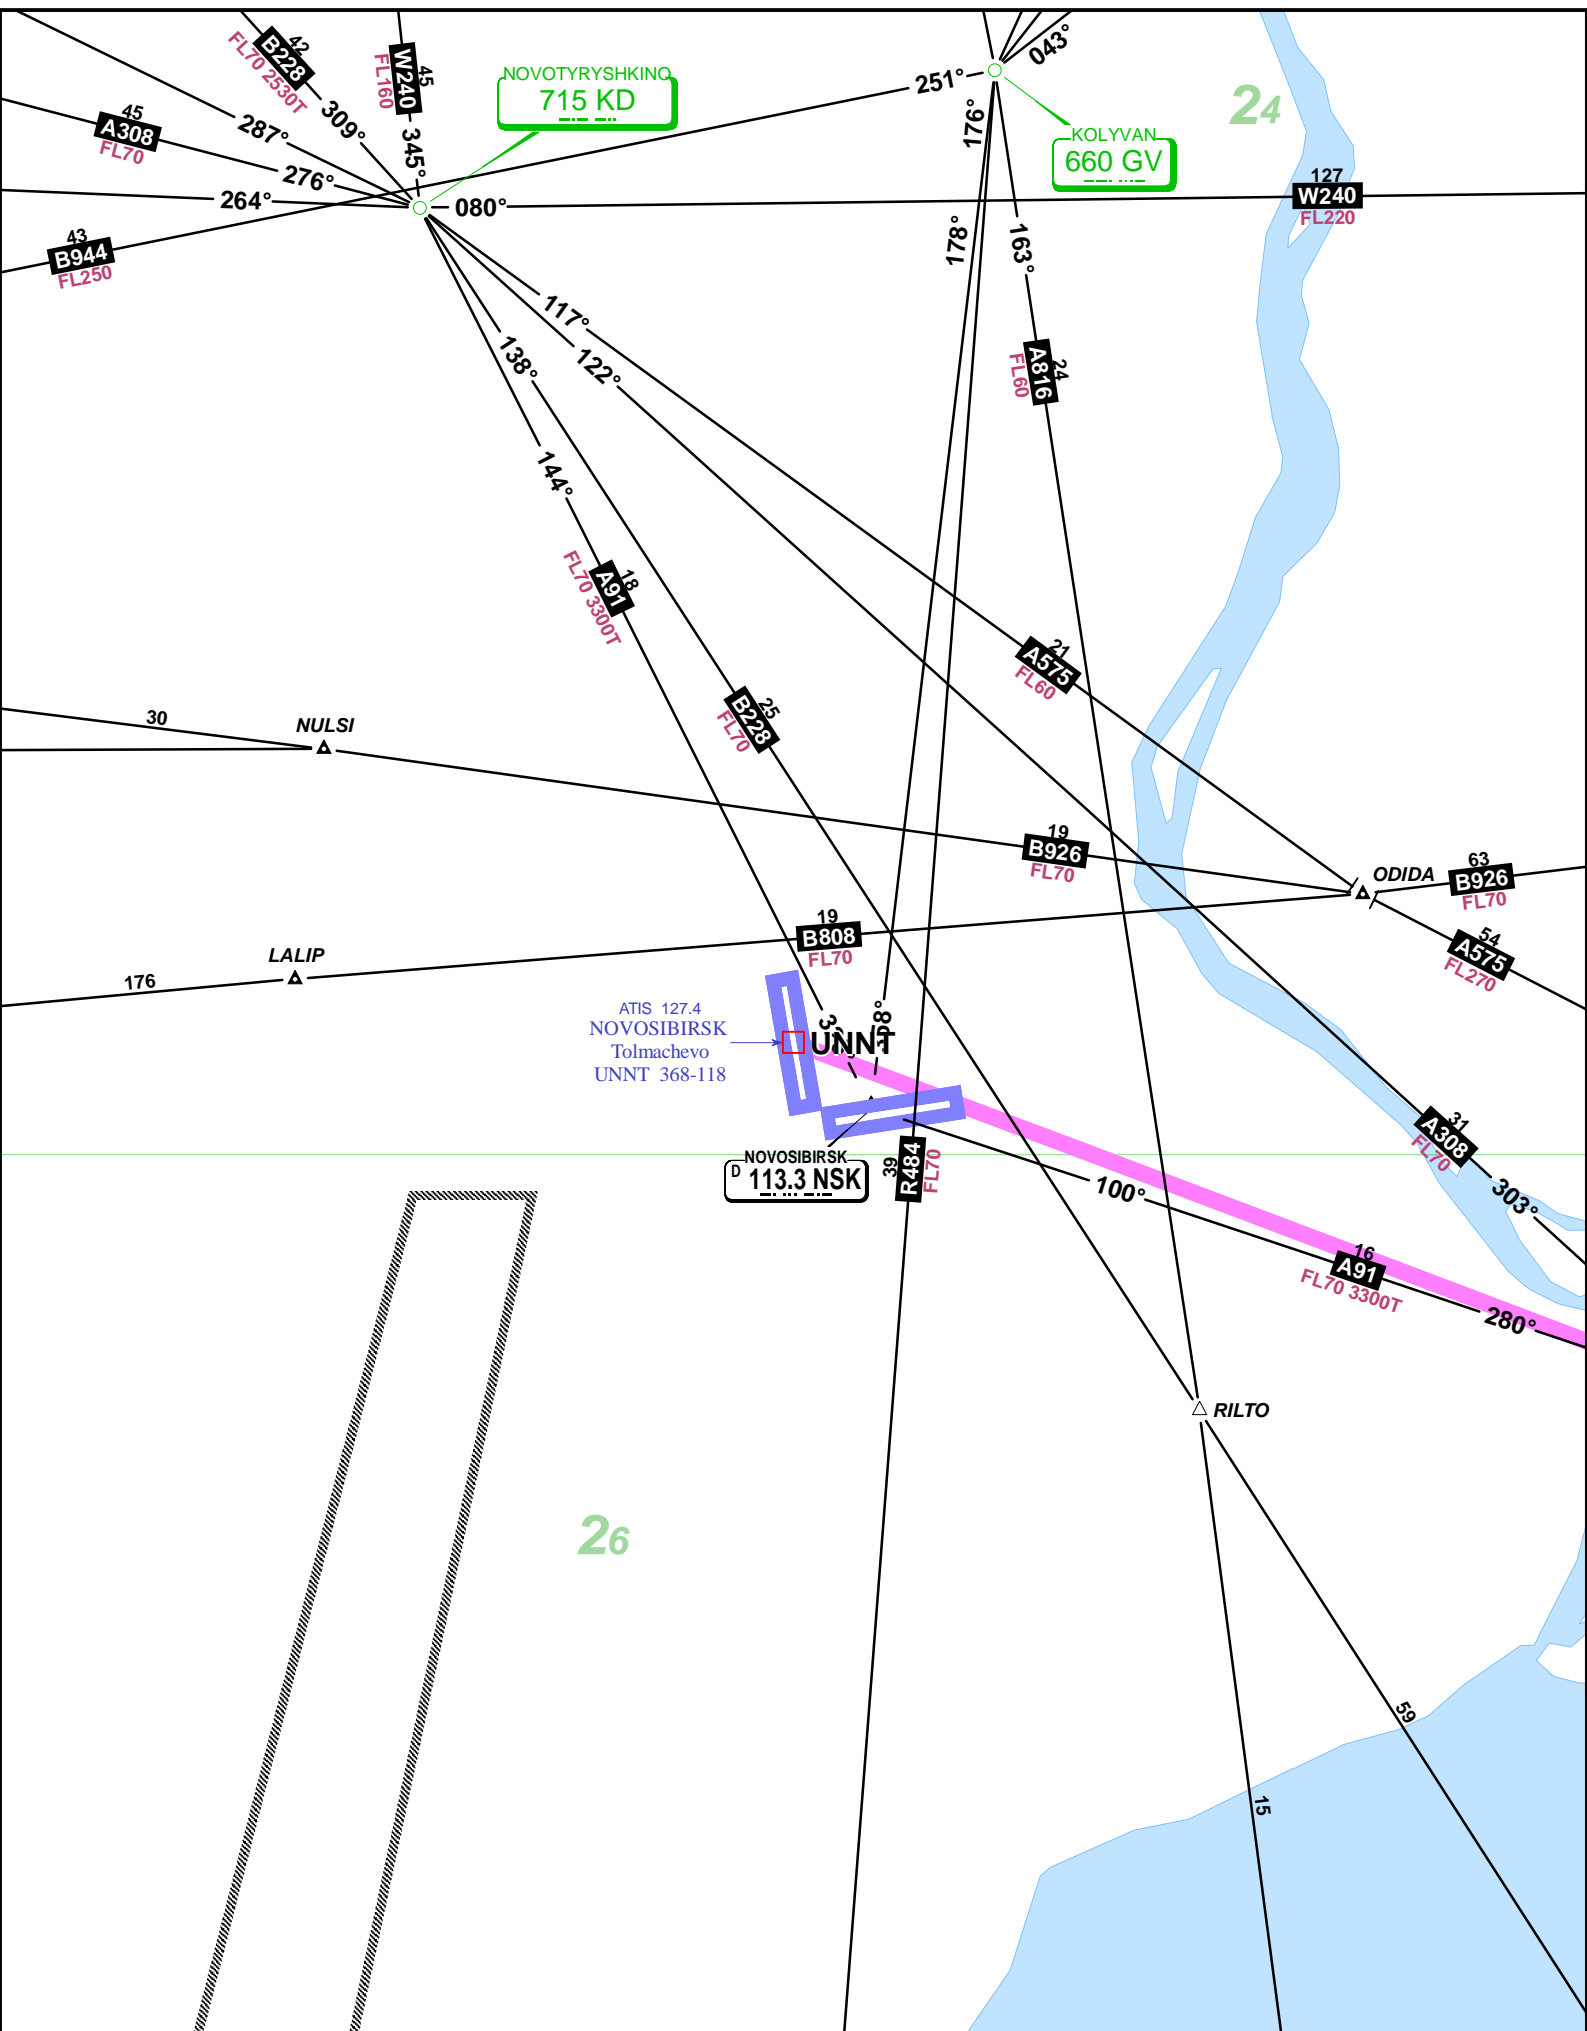 42
B228
FL70 2530T
309°
45
W240
FL160
345°
NOVOTYRYSHKINO
715 KD
251°
043°
176°
KOLYVAN
660 GV
24
45
A308
FL70
287°
276°
264°
080°
127
W240
FL220
43
B944
FL250
178°
163°
117°
122°
138°
144°
24
A816
FL60
18
A91
FL70 3300T
21
A575
FL60
25
B228
FL70
30
NULSI
19
B926
FL70
ODIDA
63
B926
FL70
19
B808
FL70
54
A575
FL270
LALIP
176
ATIS 127.4
NOVOSIBIRSK
Tolmachevo
UNNT 368-118
UNNT
NOVOSIBIRSK
D 113.3 NSK
39
R484
FL70
100°
31
A308
FL70
303°
16
A91
FL70 3300T
280°
RILTO
26
59
15